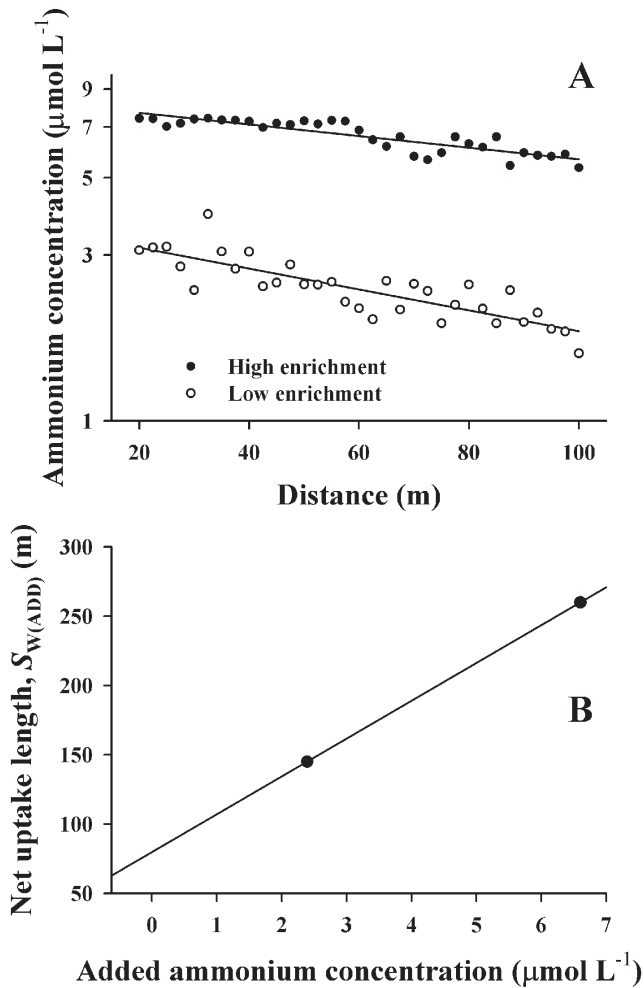 A
Ammonium concentration (μmol L⁻¹)
9
7
5
3
1
High enrichment
Low enrichment
20 40 60 80 100
Distance (m)
Net uptake length, SW(ADD) (m)
300
250
200
150
100
50
B
0 1 2 3 4 5 6 7
Added ammonium concentration (μmol L⁻¹)